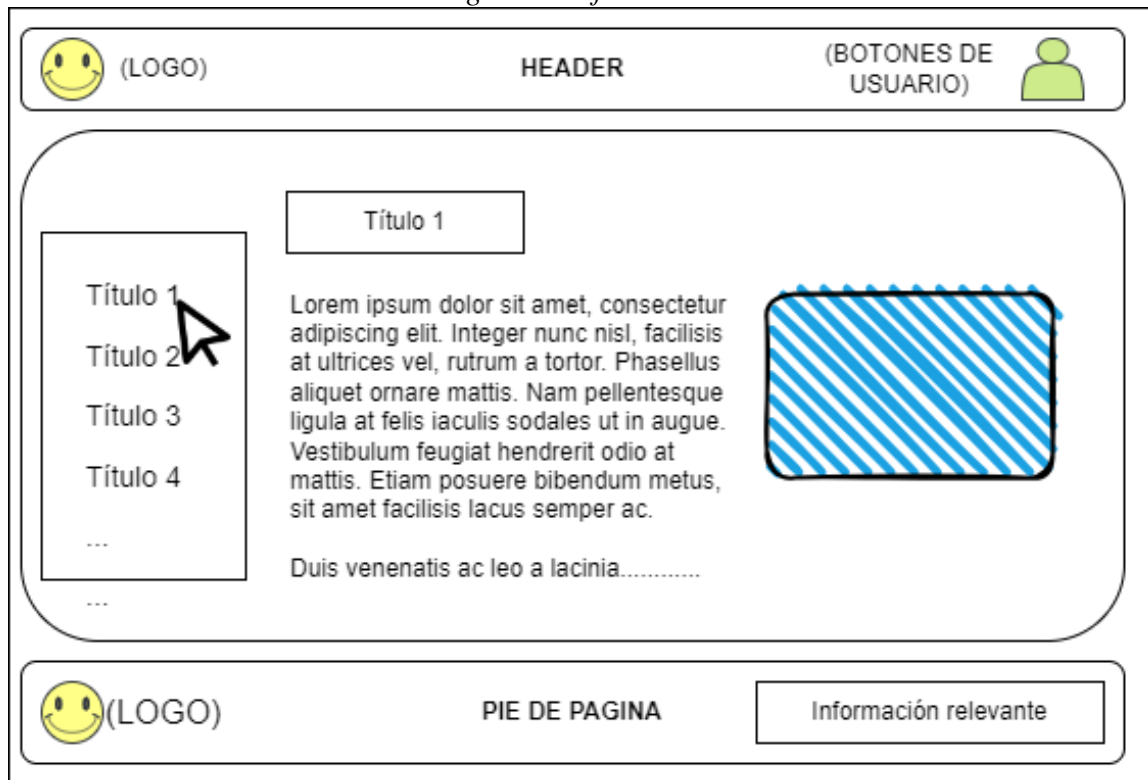 (LOGO)
HEADER
(BOTONES DE
USUARIO)
Título 1
Título 1
Título 2
Título 3
Título 4
...
...
Lorem ipsum dolor sit amet, consectetur
adipiscing elit. Integer nunc nisl, facilisis
at ultrices vel, rutrum a tortor. Phasellus
aliquet ornare mattis. Nam pellentesque
ligula at felis iaculis sodales ut in augue.
Vestibulum feugiat hendrerit odio at
mattis. Etiam posuere bibendum metus,
sit amet facilisis lacus semper ac.
Duis venenatis ac leo a lacinia............
(LOGO)
PIE DE PAGINA
Información relevante